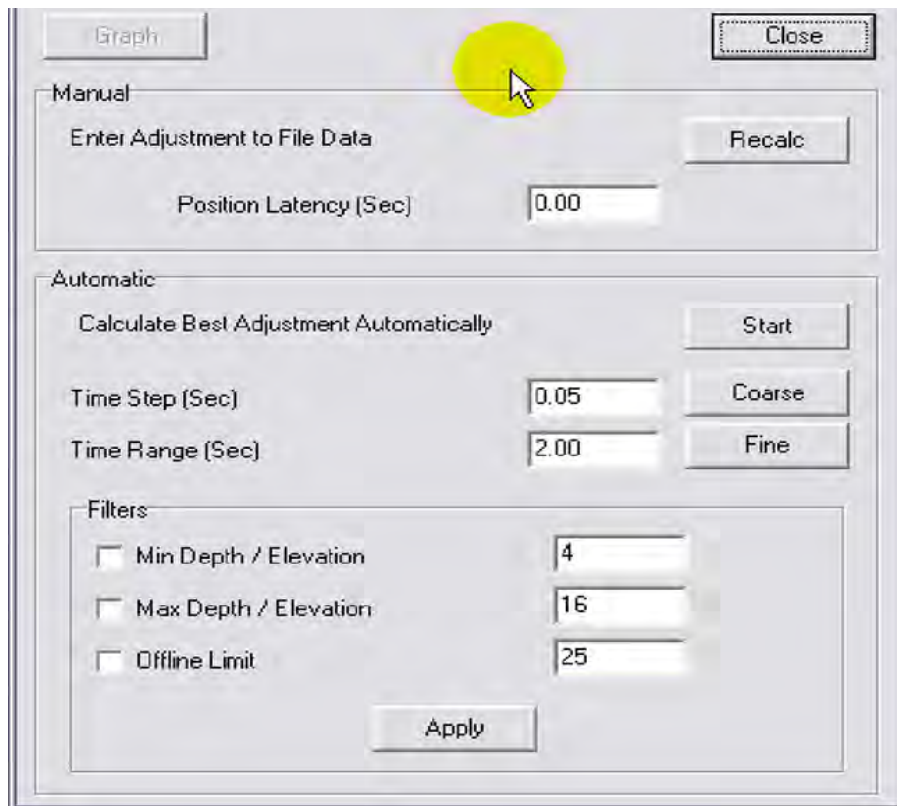 Graph Close
Manual
Enter Adjustment to File Data Recalc
Position Latency (Sec) 0.00
Automatic
Calculate Best Adjustment Automatically Start
Time Step (Sec) 0.05 Coarse
Time Range (Sec) 2.00 Fine
Filters
Min Depth / Elevation 4
Max Depth / Elevation 16
Offline Limit 25
Apply